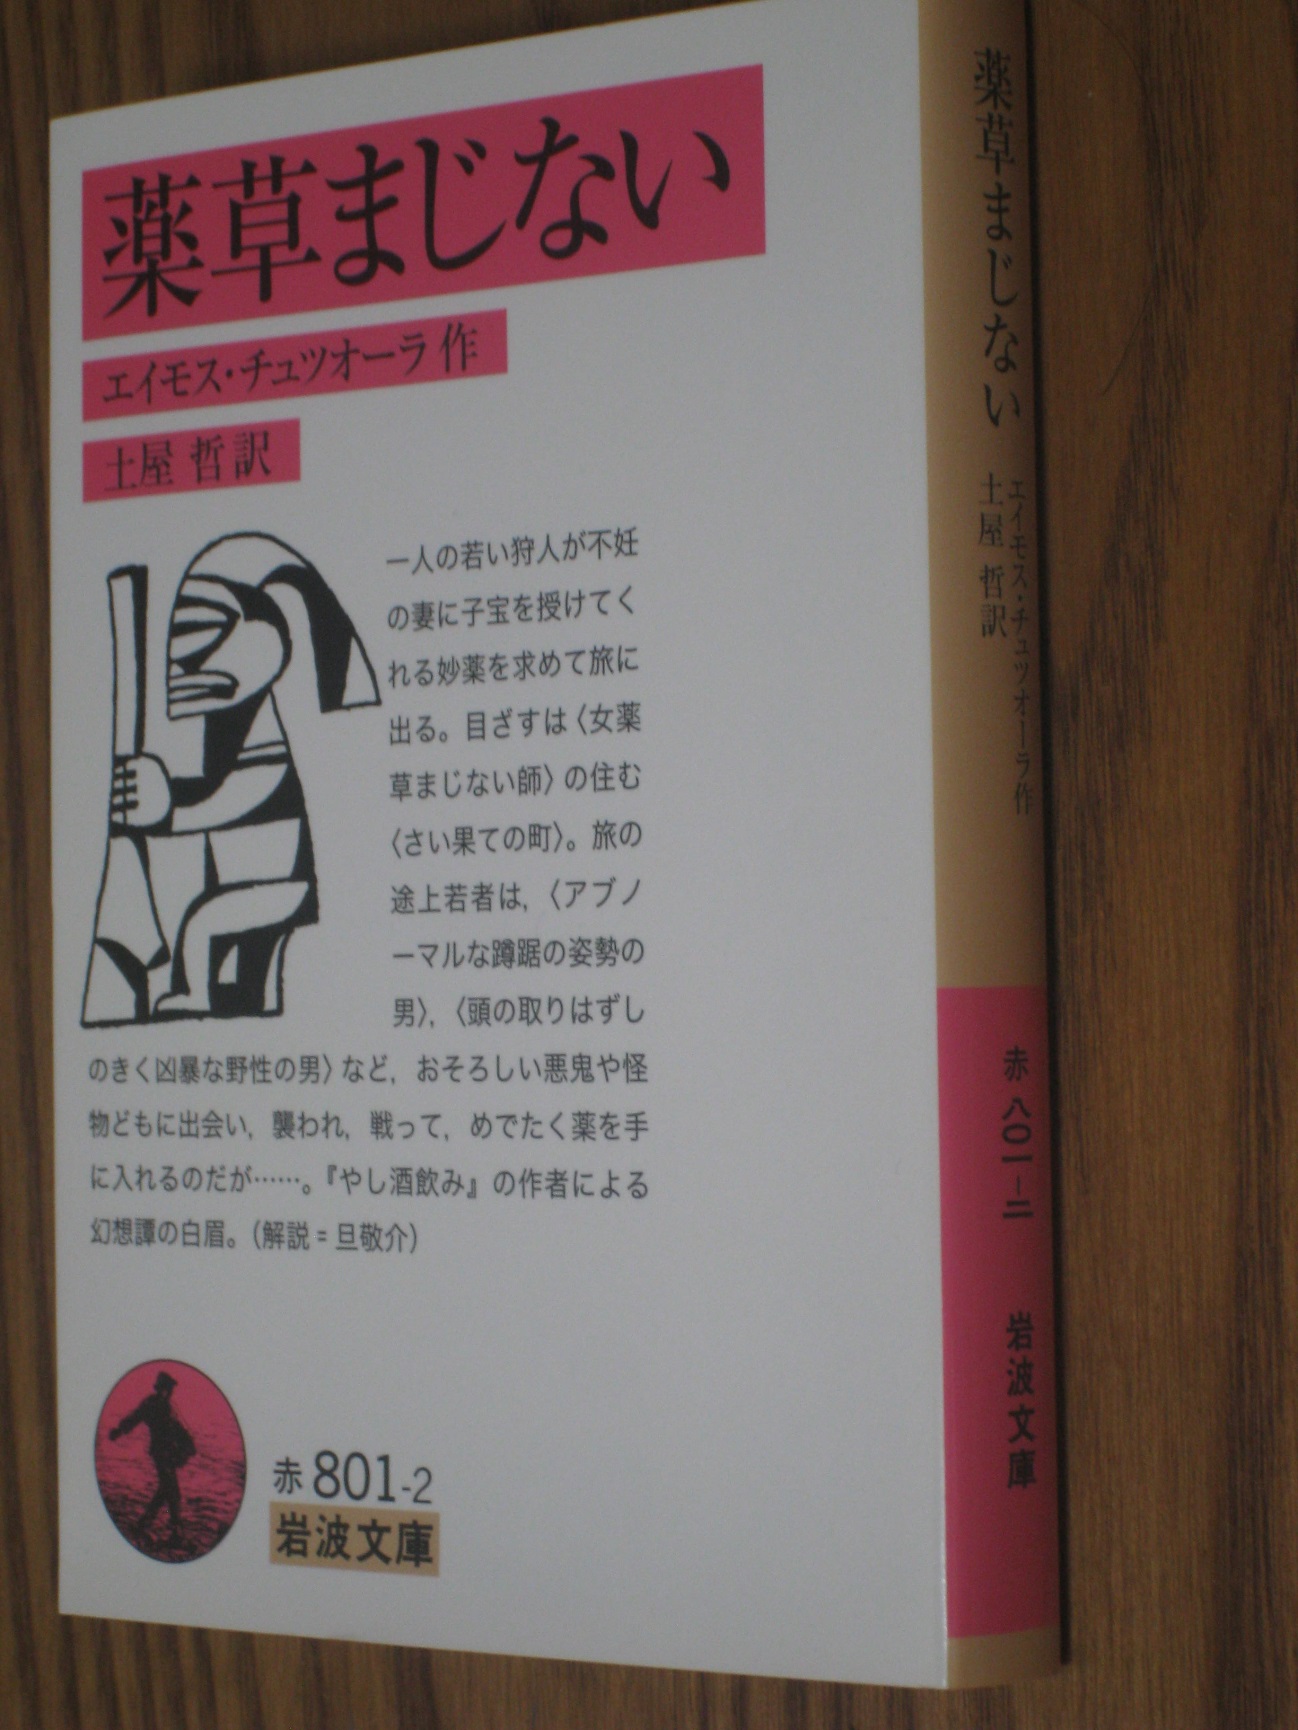 薬草まじない
エイモス・チュツオーラ作
土屋 哲訳
一人の若い狩人が不妊
の妻に子宝を授けてく
れる妙薬を求めて旅に
出る。目ざすは〈女薬
草まじない師〉の住む
〈さい果ての町〉。旅の
途上若者は,〈アブノ
ーマルな蹲踞の姿勢の
男〉,〈頭の取りはずし
のきく凶暴な野性の男〉など, おそろしい悪鬼や怪
物どもに出会い, 襲われ, 戦って, めでたく薬を手
に入れるのだが……。『やし酒飲み』の作者による
幻想譚の白眉。(解説=旦敬介)
赤 801-2
岩波文庫
薬草まじない
エイモス・チュツオーラ作
土屋 哲訳
赤 八〇一-二
岩波文庫